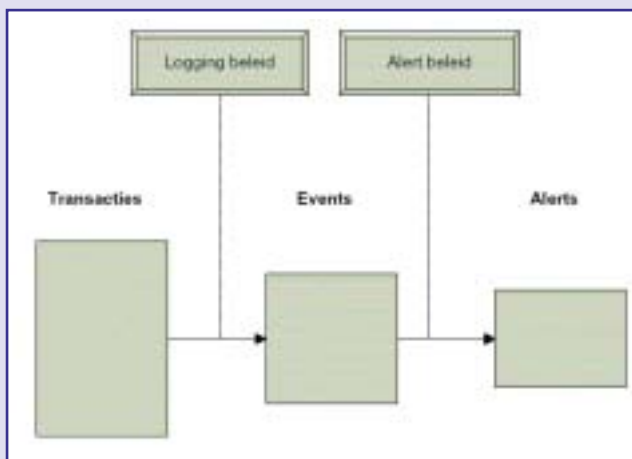 Logging beleid
Alert beleid
Transacties
Events
Alerts